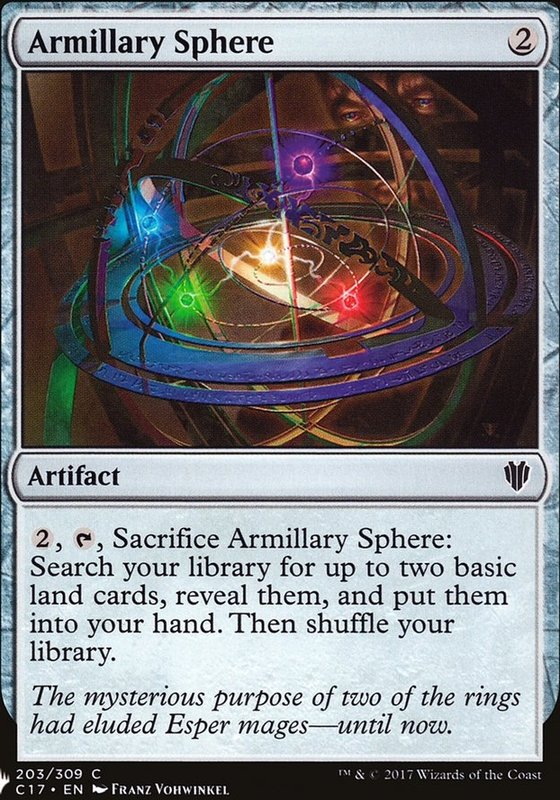 Armillary Sphere 2
Artifact
2, , Sacrifice Armillary Sphere:
Search your library for up to two basic
land cards, reveal them, and put them
into your hand. Then shuffle your
library.
The mysterious purpose of two of the rings
had eluded Esper mages—until now.
203/309 C
C17 • EN Franz Vohwinkel
™ & © 2017 Wizards of the Coast